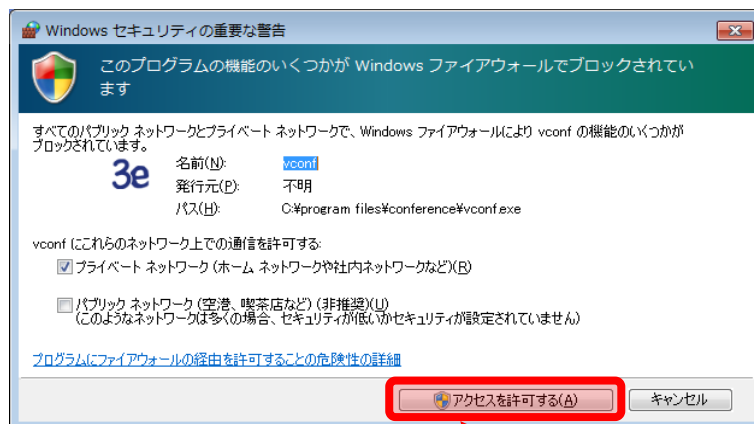 Windows セキュリティの重要な警告
このプログラムの機能のいくつかが Windows ファイアウォールでブロックされてい
ます
すべてのパブリック ネットワークとプライベート ネットワークで、Windows ファイアウォールにより vconf の機能のいくつかが
ブロックされています。
3e
名前(N): vconf
発行元(P): 不明
パス(H): C:¥program files¥conference¥vconf.exe
vconf にこれらのネットワーク上での通信を許可する:
プライベート ネットワーク (ホーム ネットワークや社内ネットワークなど)(R)
パブリック ネットワーク (空港、喫茶店など) (非推奨)(U)
(このようなネットワークは多くの場合、セキュリティが低いかセキュリティが設定されていません)
プログラムにファイアウォールの経由を許可することの危険性の詳細
アクセスを許可する(A) キャンセル